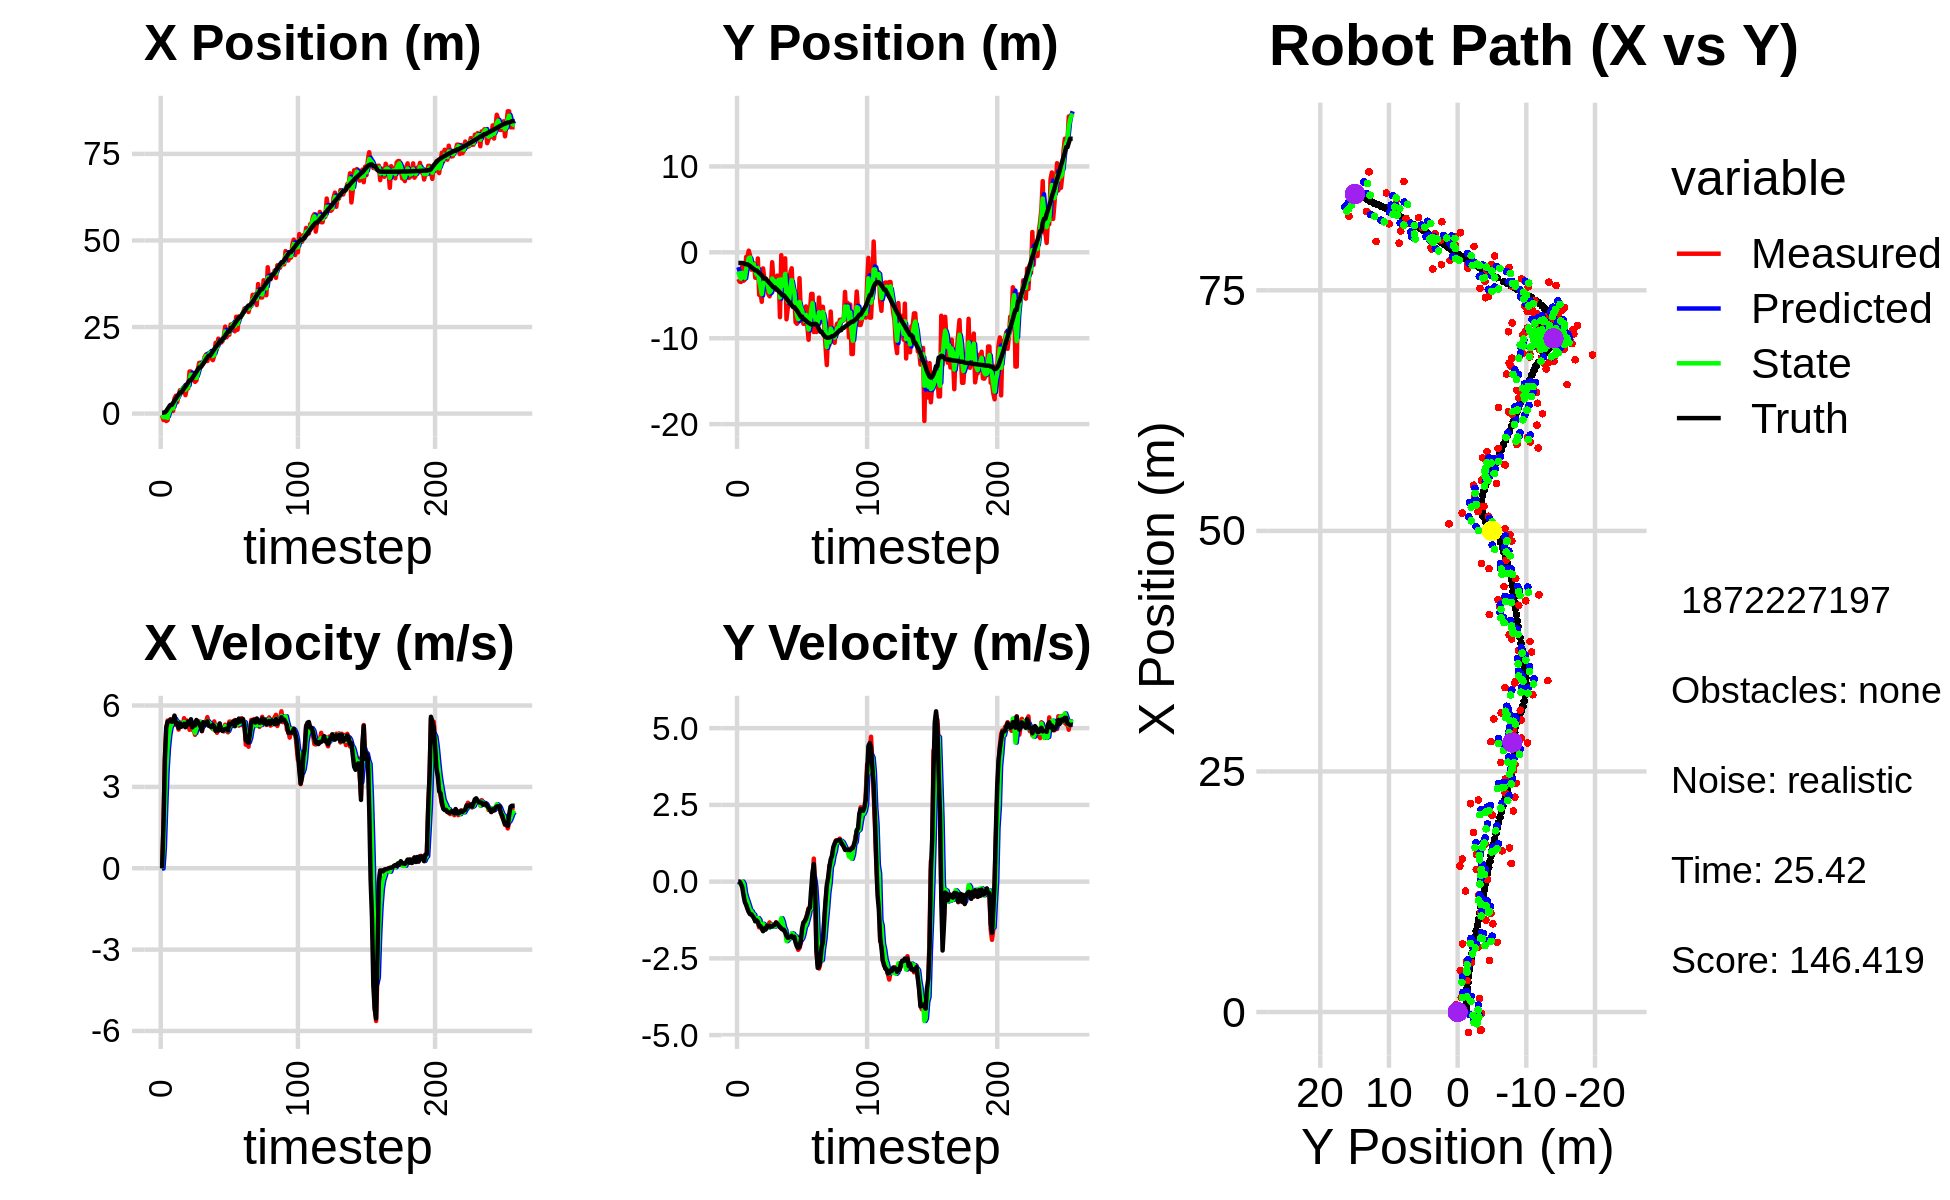 X Position (m)
75
50
25
0
0
100
200
timestep
Y Position (m)
10
0
-10
-20
0
100
200
timestep
X Velocity (m/s)
6
3
0
-3
-6
0
100
200
timestep
Y Velocity (m/s)
5.0
2.5
0.0
-2.5
-5.0
0
100
200
timestep
Robot Path (X vs Y)
X Position (m)
75
50
25
0
20 10 0 -10 -20
Y Position (m)
variable
Measured
Predicted
State
Truth
1872227197
Obstacles: none
Noise: realistic
Time: 25.42
Score: 146.419